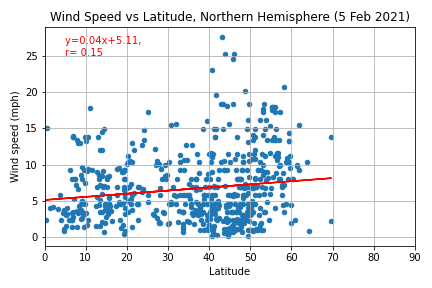 Wind Speed vs Latitude, Northern Hemisphere (5 Feb 2021)
y=0.04x+5.11,
r= 0.15
Wind speed (mph)
25
20
15
10
5
0
0 10 20 30 40 50 60 70 80 90
Latitude